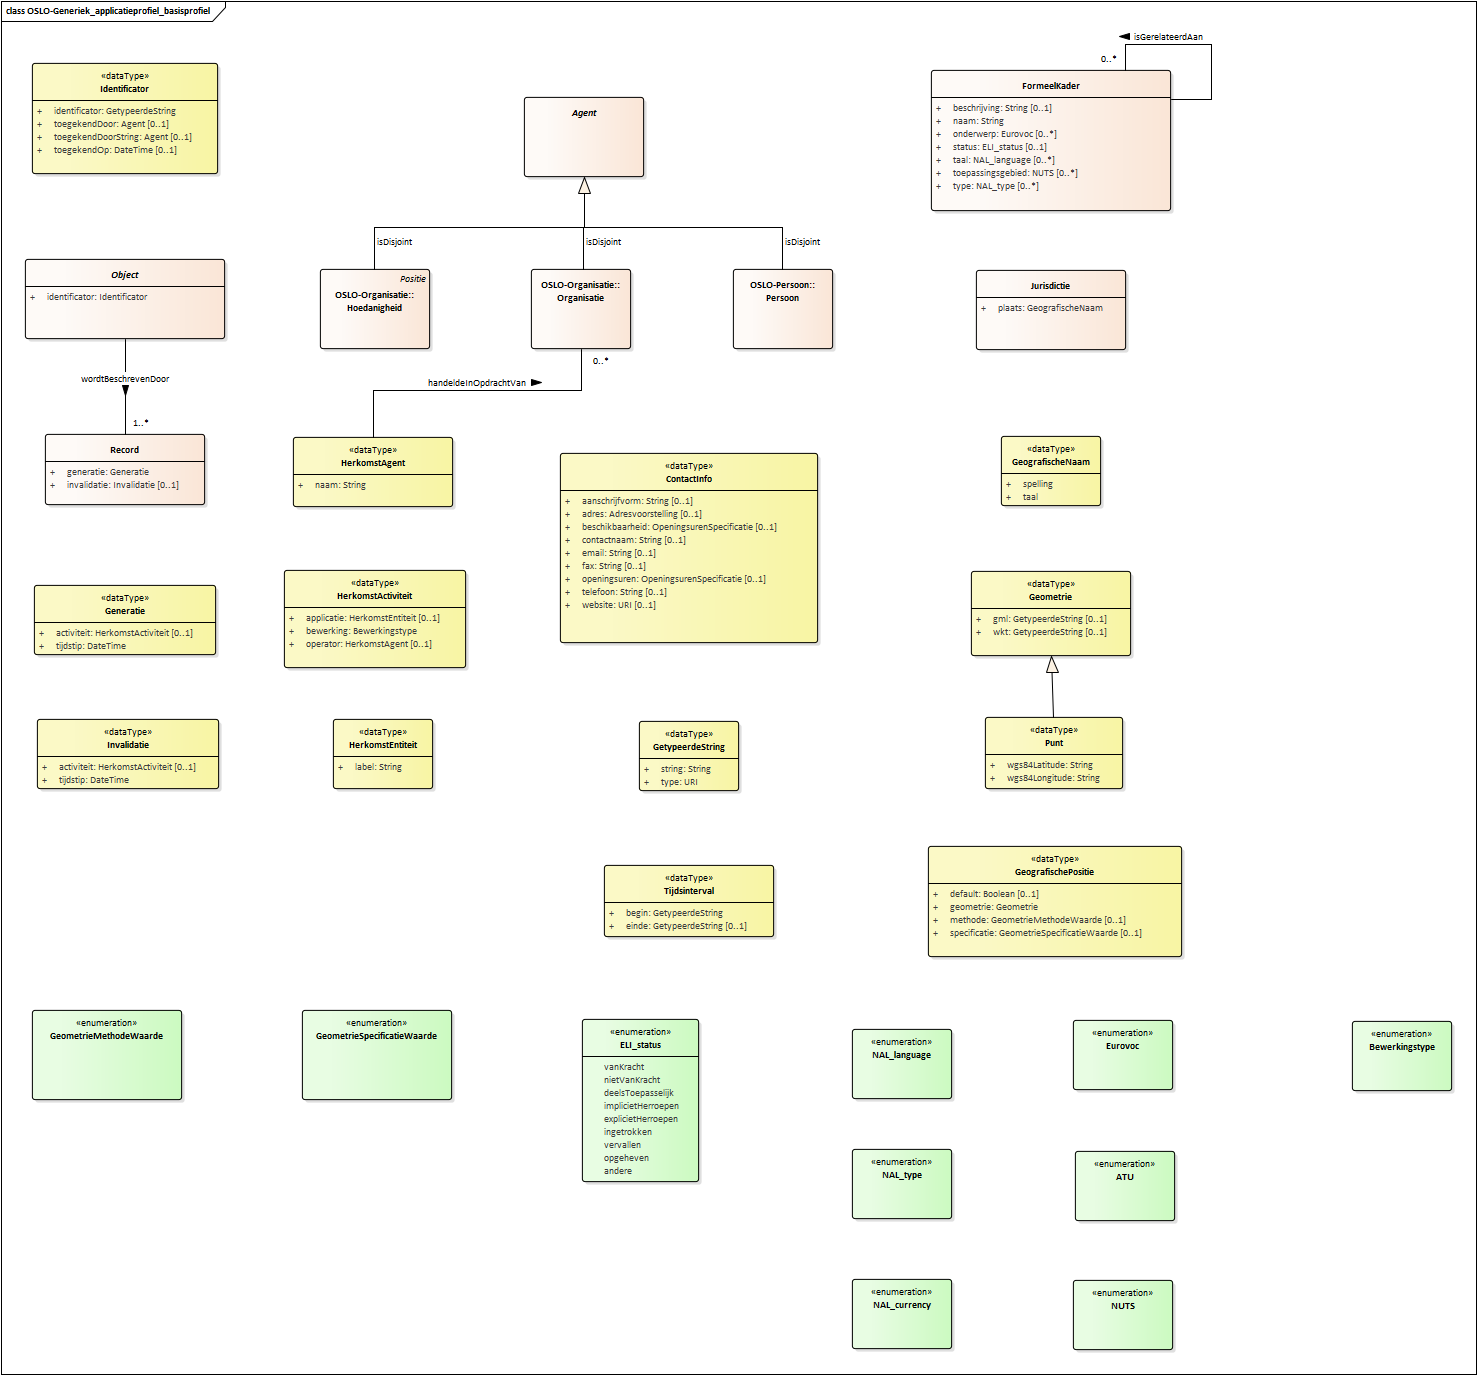 class OSLO-Generiek_applicatieprofiel_basisprofiel
«dataType»
Identificator
+ identificator: GetypeerdeString
+ toegekendDoor: Agent [0..1]
+ toegekendDoorString: Agent [0..1]
+ toegekendOp: DateTime [0..1]
Agent
isGerelateerdAan
0..*
FormeelKader
+ beschrijving: String [0..1]
+ naam: String
+ onderwerp: Eurovoc [0..*]
+ status: ELI_status [0..1]
+ taal: NAL_language [0..*]
+ toepassingsgebied: NUTS [0..*]
+ type: NAL_type [0..*]
isDisjoint
isDisjoint
isDisjoint
Object
+ identificator: Identificator
Positie
OSLO-Organisatie::
Hoedanigheid
OSLO-Organisatie::
Organisatie
OSLO-Persoon::
Persoon
Jurisdictie
+ plaats: GeografischeNaam
0..*
wordtBeschrevenDoor
handeldeInOpdrachtVan
1..*
Record
+ generatie: Generatie
+ invalidatie: Invalidatie [0..1]
«dataType»
HerkomstAgent
+ naam: String
«dataType»
ContactInfo
+ aanschrijfvorm: String [0..1]
+ adres: Adresvoorstelling [0..1]
+ beschikbaarheid: OpeningsurenSpecificatie [0..1]
+ contactnaam: String [0..1]
+ email: String [0..1]
+ fax: String [0..1]
+ openingsuren: OpeningsurenSpecificatie [0..1]
+ telefoon: String [0..1]
+ website: URI [0..1]
«dataType»
GeografischeNaam
+ spelling
+ taal
«dataType»
Generatie
+ activiteit: HerkomstActiviteit [0..1]
+ tijdstip: DateTime
«dataType»
HerkomstActiviteit
+ applicatie: HerkomstEntiteit [0..1]
+ bewerking: Bewerkingstype
+ operator: HerkomstAgent [0..1]
«dataType»
Geometrie
+ gml: GetypeerdeString [0..1]
+ wkt: GetypeerdeString [0..1]
«dataType»
Invalidatie
+ activiteit: HerkomstActiviteit [0..1]
+ tijdstip: DateTime
«dataType»
HerkomstEntiteit
+ label: String
«dataType»
GetypeerdeString
+ string: String
+ type: URI
«dataType»
Punt
+ wgs84Latitude: String
+ wgs84Longitude: String
«dataType»
Tijdsinterval
+ begin: GetypeerdeString
+ einde: GetypeerdeString [0..1]
«dataType»
GeografischePositie
+ default: Boolean [0..1]
+ geometrie: Geometrie
+ methode: GeometrieMethodeWaarde [0..1]
+ specificatie: GeometrieSpecificatieWaarde [0..1]
«enumeration»
GeometrieMethodeWaarde
«enumeration»
GeometrieSpecificatieWaarde
«enumeration»
ELI_status
vanKracht
nietVanKracht
deelsToepasselijk
implicietHerroepen
explicietHerroepen
ingetrokken
vervallen
opgeheven
andere
«enumeration»
NAL_language
«enumeration»
Eurovoc
«enumeration»
Bewerkingstype
«enumeration»
NAL_type
«enumeration»
ATU
«enumeration»
NAL_currency
«enumeration»
NUTS